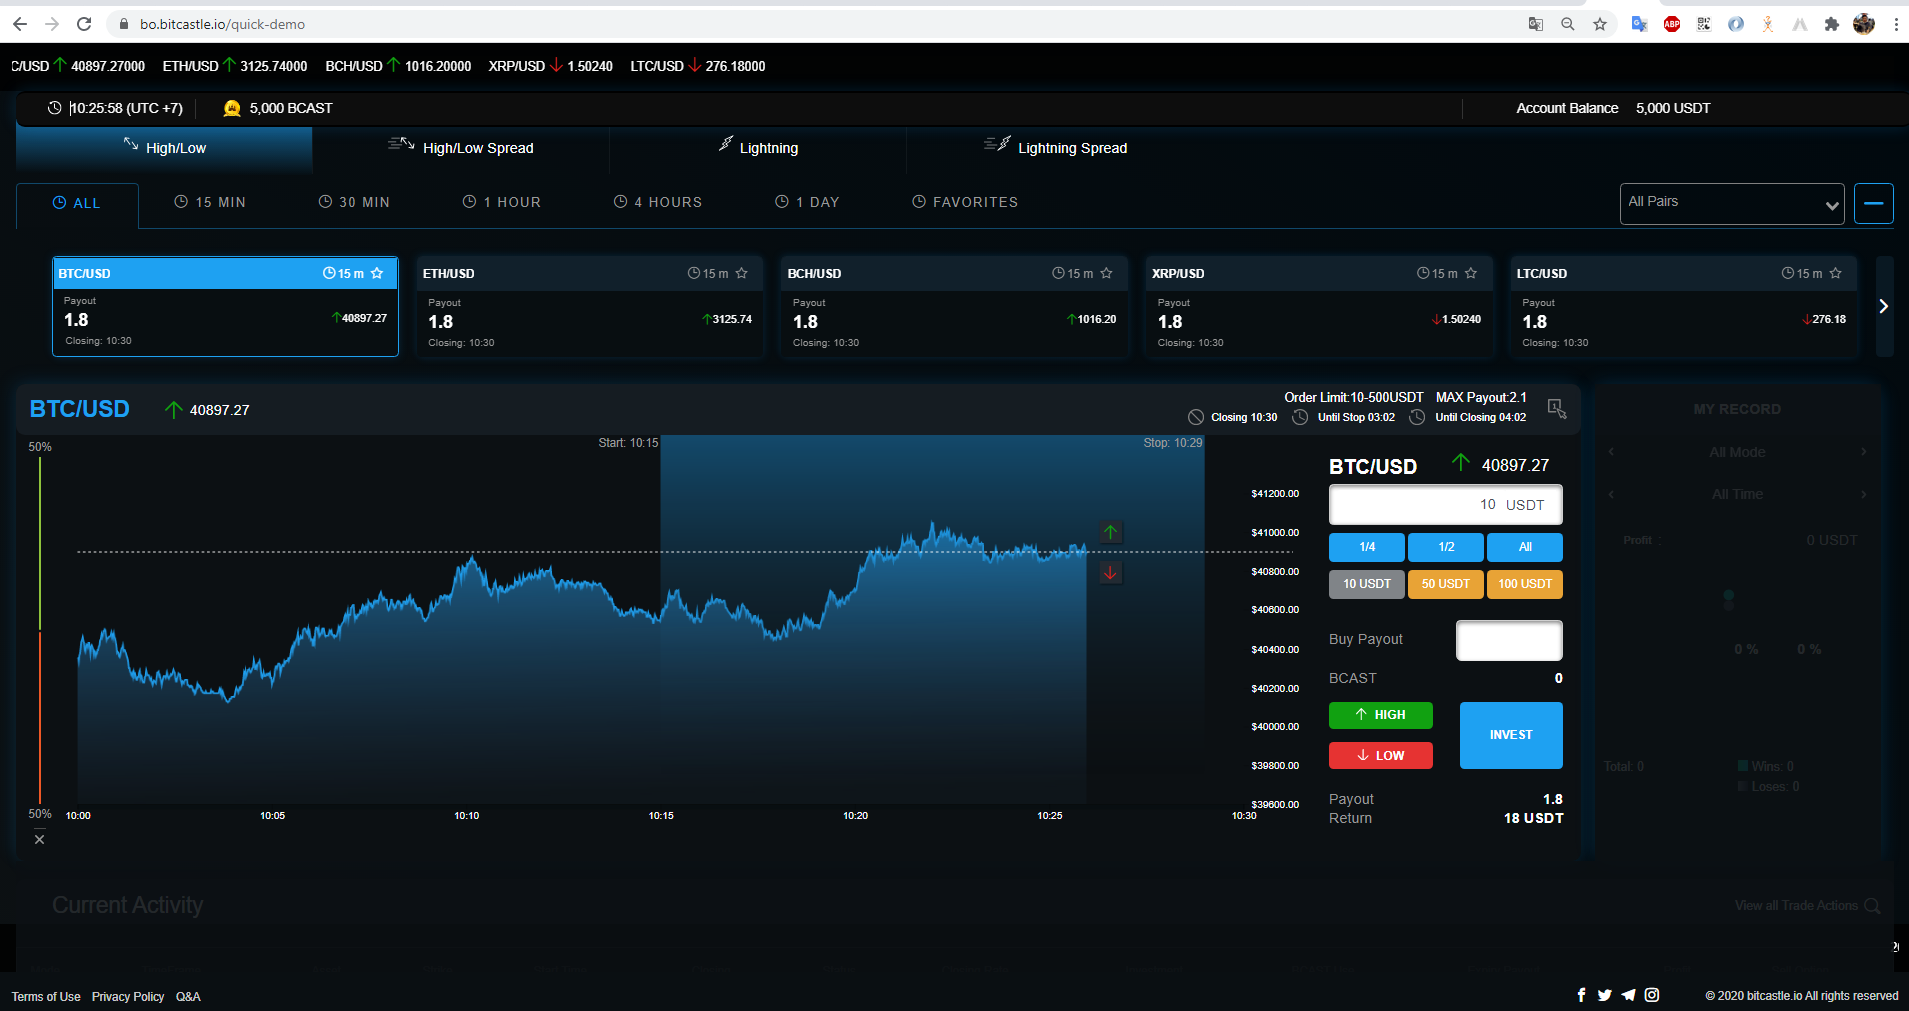 bo.bitcastle.io/quick-demo
C/USD 40897.27000 ETH/USD 3125.74000 BCH/USD 1016.20000 XRP/USD 1.50240 LTC/USD 276.18000
10:25:58 (UTC +7) 5,000 BCAST Account Balance 5,000 USDT
High/Low High/Low Spread Lightning Lightning Spread
ALL 15 MIN 30 MIN 1 HOUR 4 HOURS 1 DAY FAVORITES All Pairs
BTC/USD 15 m ETH/USD 15 m BCH/USD 15 m XRP/USD 15 m LTC/USD 15 m
Payout Payout Payout Payout Payout
1.8 40897.27 1.8 3125.74 1.8 1016.20 1.8 1.50240 1.8 276.18
Closing: 10:30 Closing: 10:30 Closing: 10:30 Closing: 10:30 Closing: 10:30
BTC/USD 40897.27
Order Limit:10-500USDT MAX Payout:2.1
Closing 10:30 Until Stop 03:02 Until Closing 04:02
50%
Start: 10:15 Stop: 10:29
$41200.00
$41000.00
$40800.00
$40600.00
$40400.00
$40200.00
$40000.00
$39800.00
$39600.00
50%
10:00 10:05 10:10 10:15 10:20 10:25 10:30
BTC/USD 40897.27
10 USDT
1/4 1/2 All
10 USDT 50 USDT 100 USDT
Buy Payout
BCAST 0
HIGH
LOW
INVEST
Payout 1.8
Return 18 USDT
MY RECORD
All Mode
All Time
Profit : 0 USDT
0 % 0 %
Total: 0 Wins: 0
Loses: 0
Current Activity View all Trade Actions
Terms of Use Privacy Policy Q&A © 2020 bitcastle.io All rights reserved